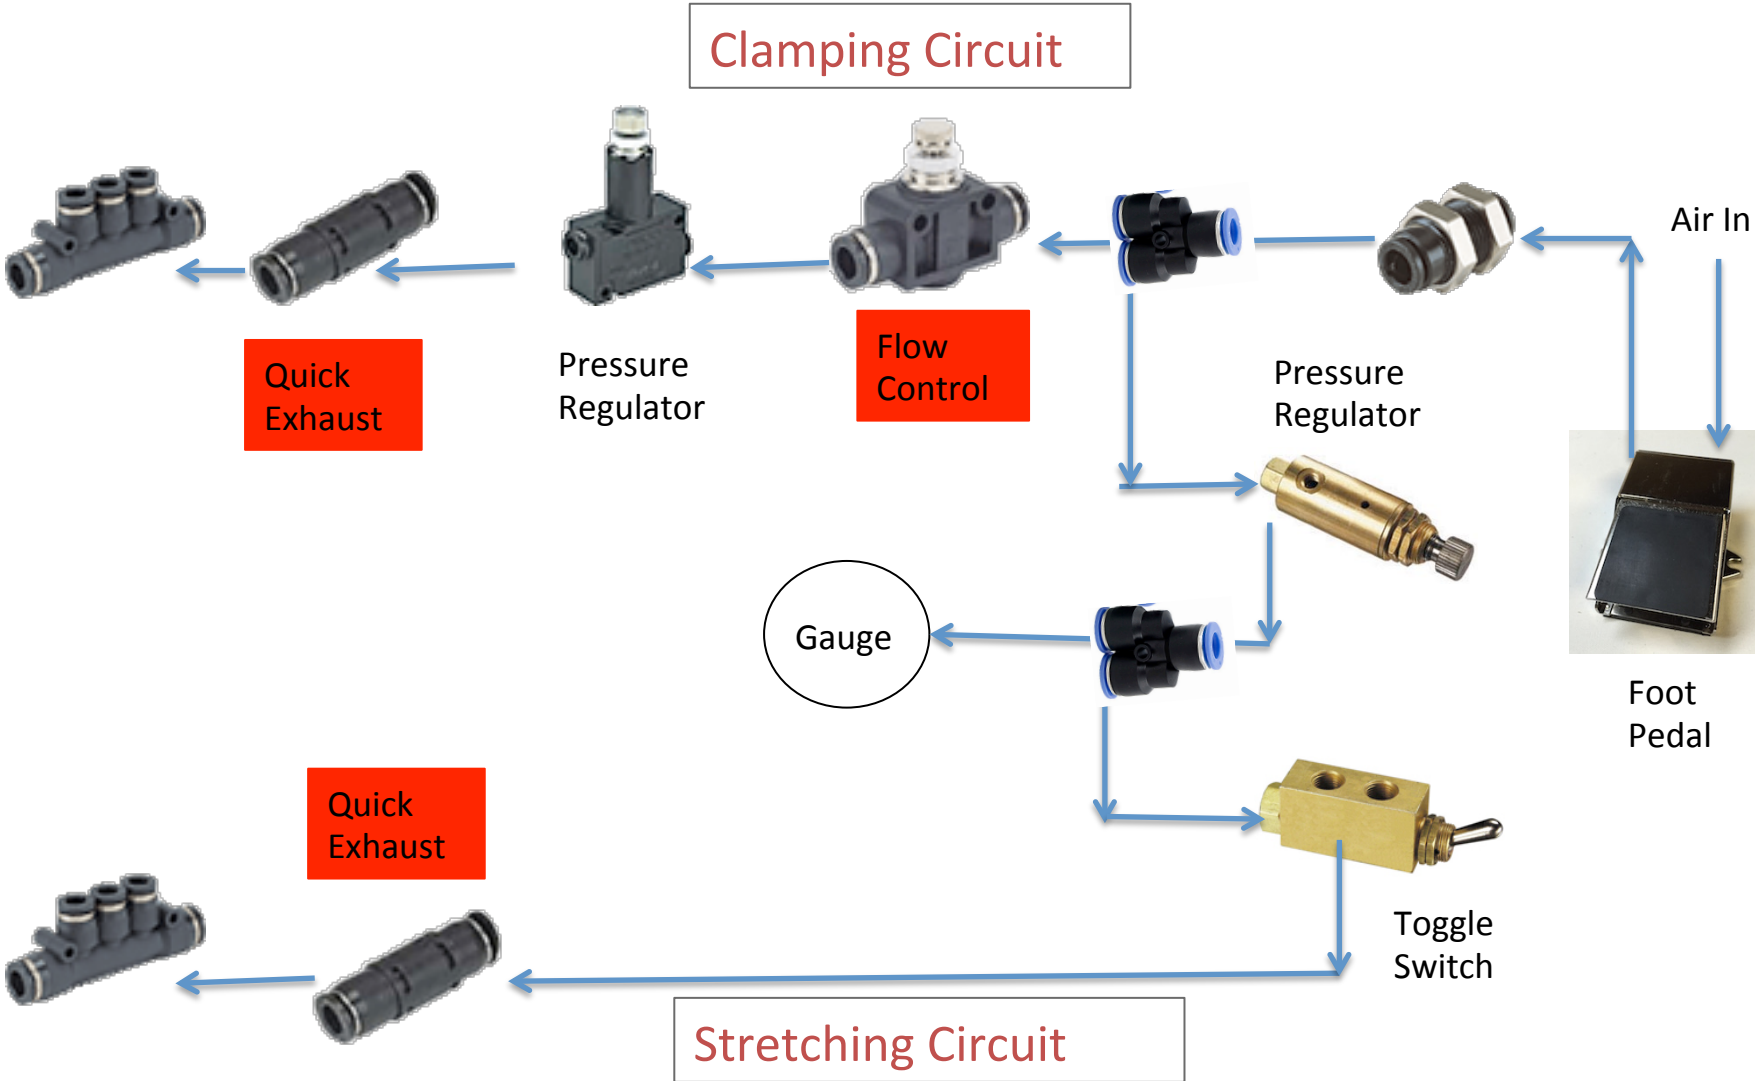 Clamping Circuit
Air In
Quick
Exhaust
Pressure
Regulator
Flow
Control
Pressure
Regulator
Gauge
Foot
Pedal
Quick
Exhaust
Toggle
Switch
Stretching Circuit